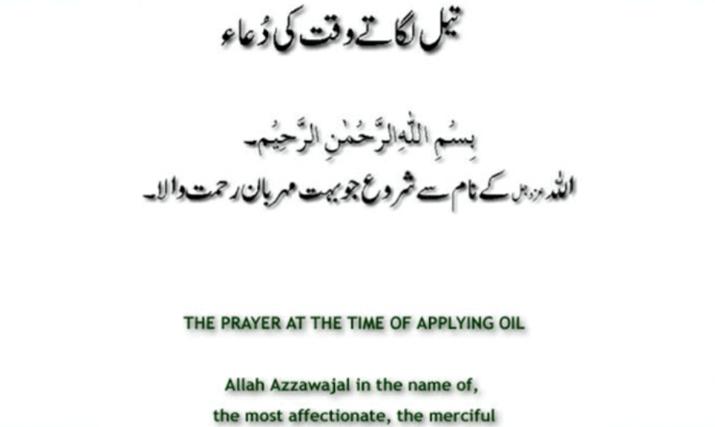 تیل لگاتے وقت کی دُعاء
بِسْمِ اللّٰهِ الرَّحْمٰنِ الرَّحِيْمِ۔
اللہ عزوجل کے نام سے شروع جو بہت مہربان رحمت والا۔
THE PRAYER AT THE TIME OF APPLYING OIL
Allah Azzawajal in the name of,
the most affectionate, the merciful